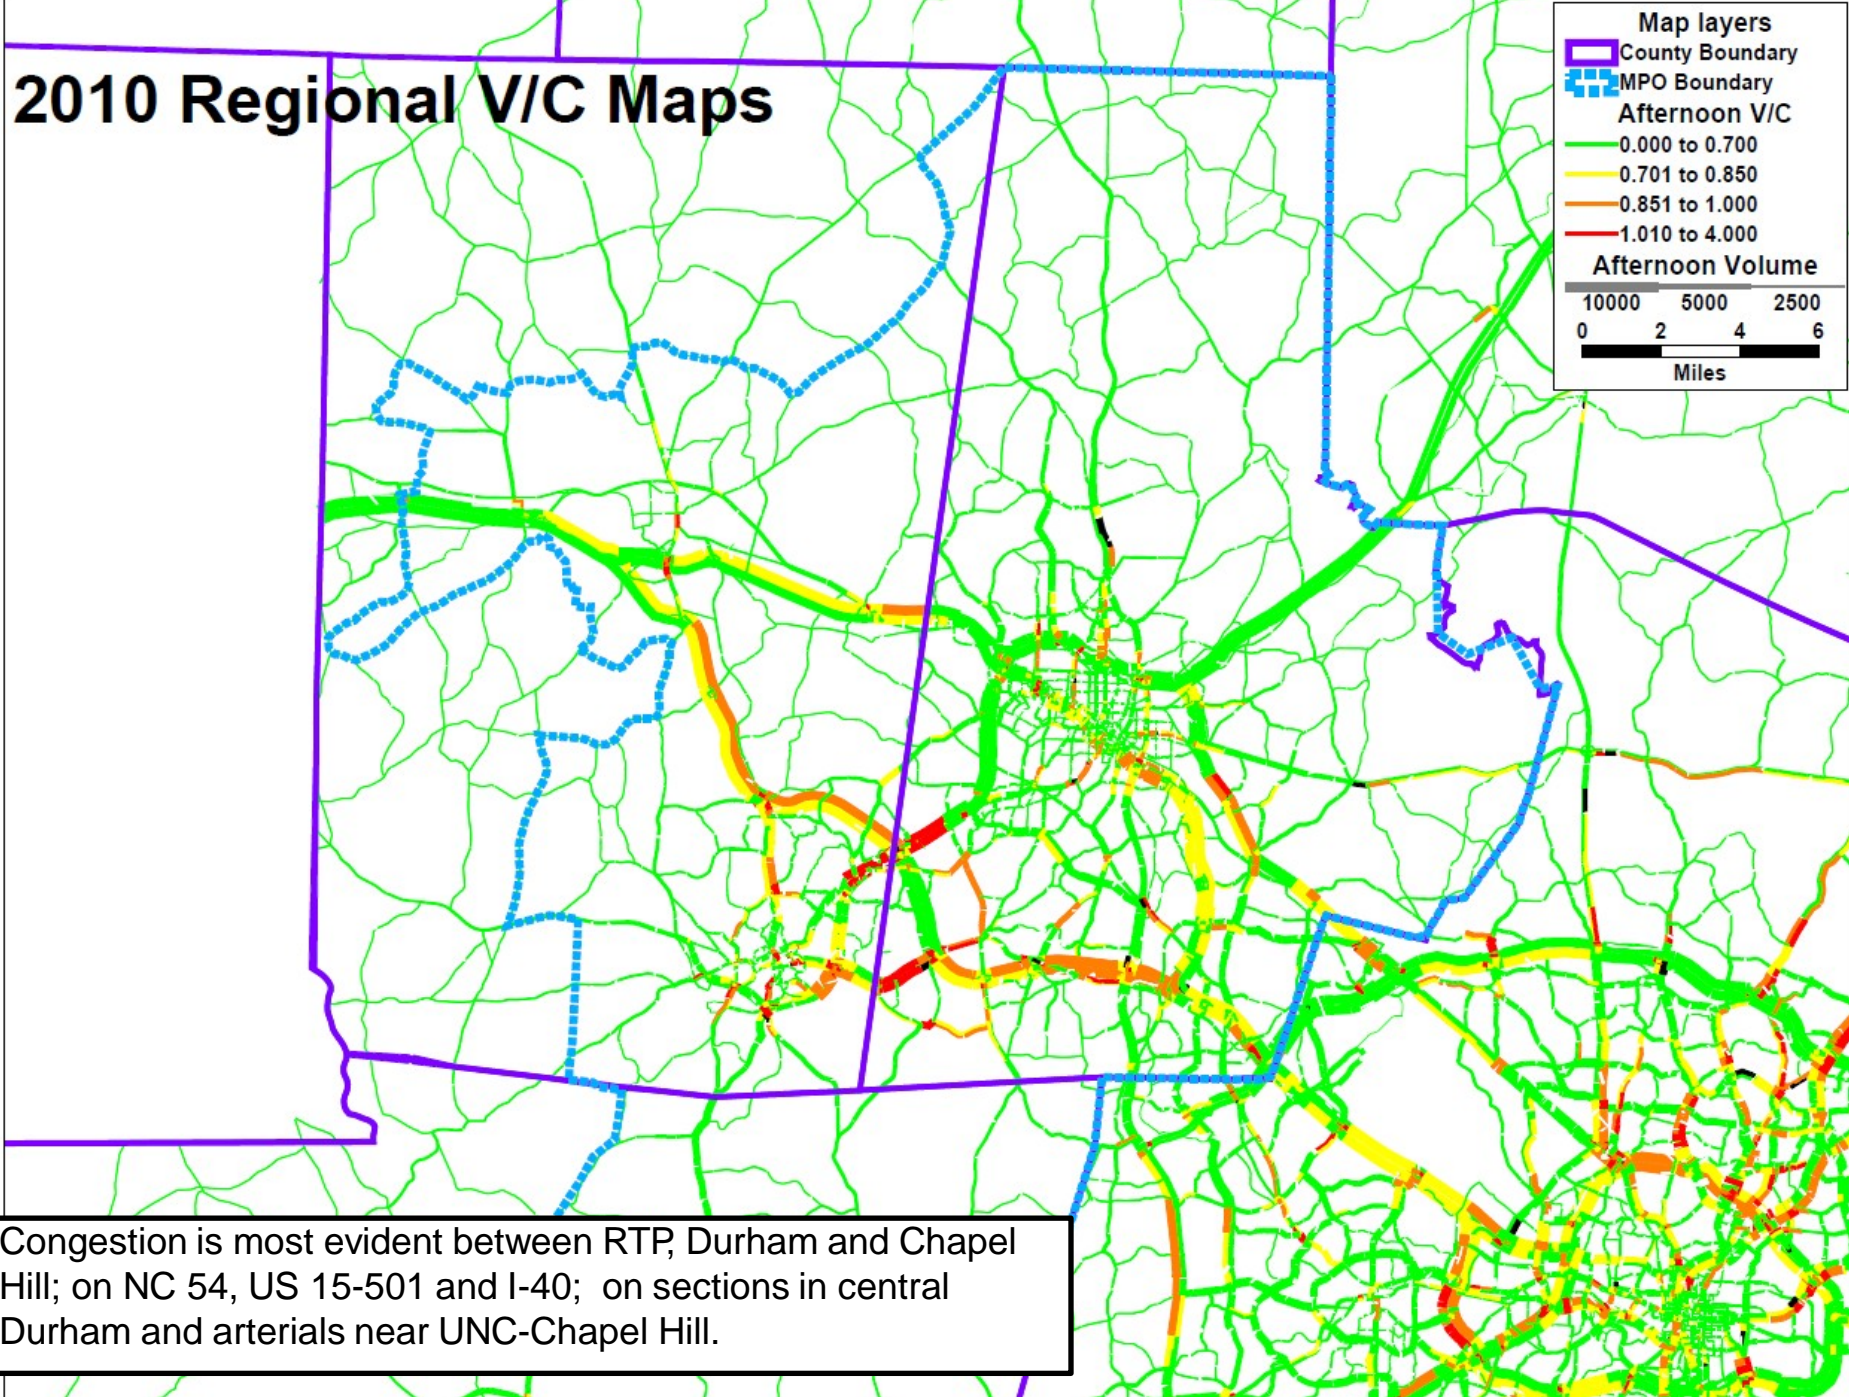 2010 Regional V/C Maps
Map layers
County Boundary
MPO Boundary
Afternoon V/C
0.000 to 0.700
0.701 to 0.850
0.851 to 1.000
1.010 to 4.000
Afternoon Volume
10000 5000 2500
0 2 4 6
Miles
Congestion is most evident between RTP, Durham and Chapel
Hill; on NC 54, US 15-501 and I-40; on sections in central
Durham and arterials near UNC-Chapel Hill.